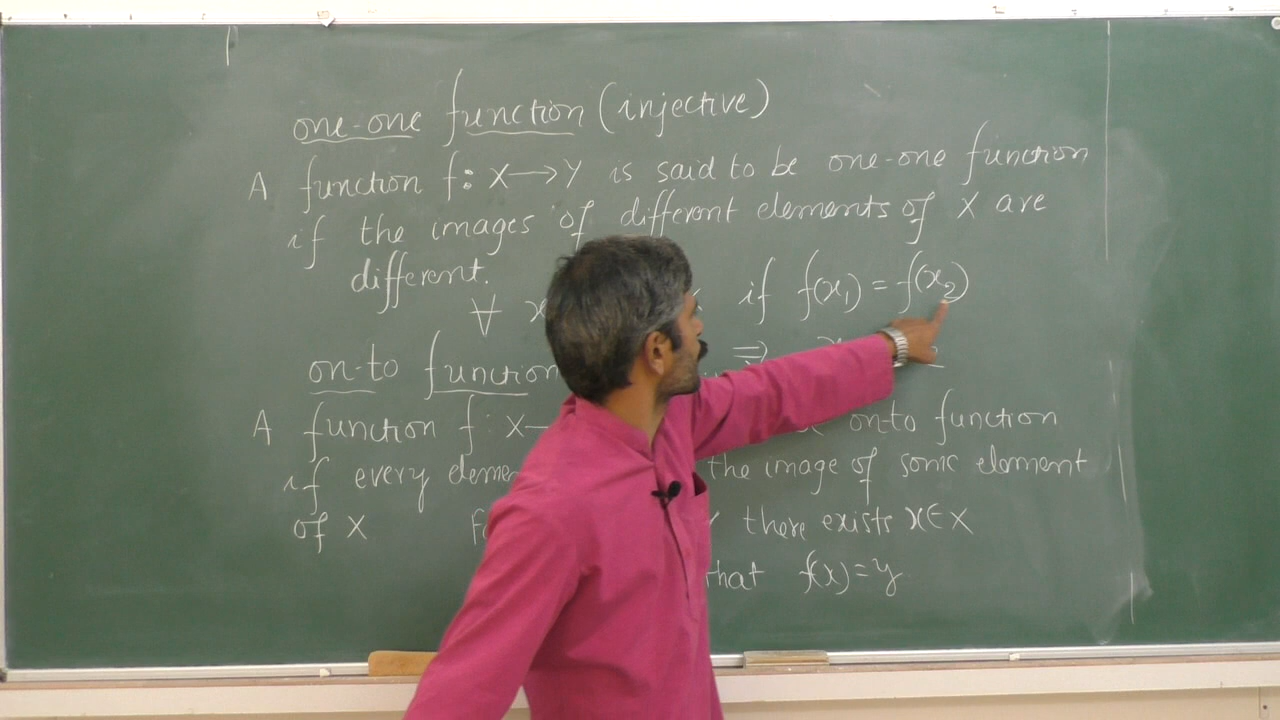 one-one function (injective)
A function f: X→Y is said to be one-one function
if the images of different elements of X are
different.
∀ x if f(x₁) = f(x₂)
on-to function ⇒
A function f: X on-to function
if every the image of some element
of X there exists x∈X
that f(x)=y